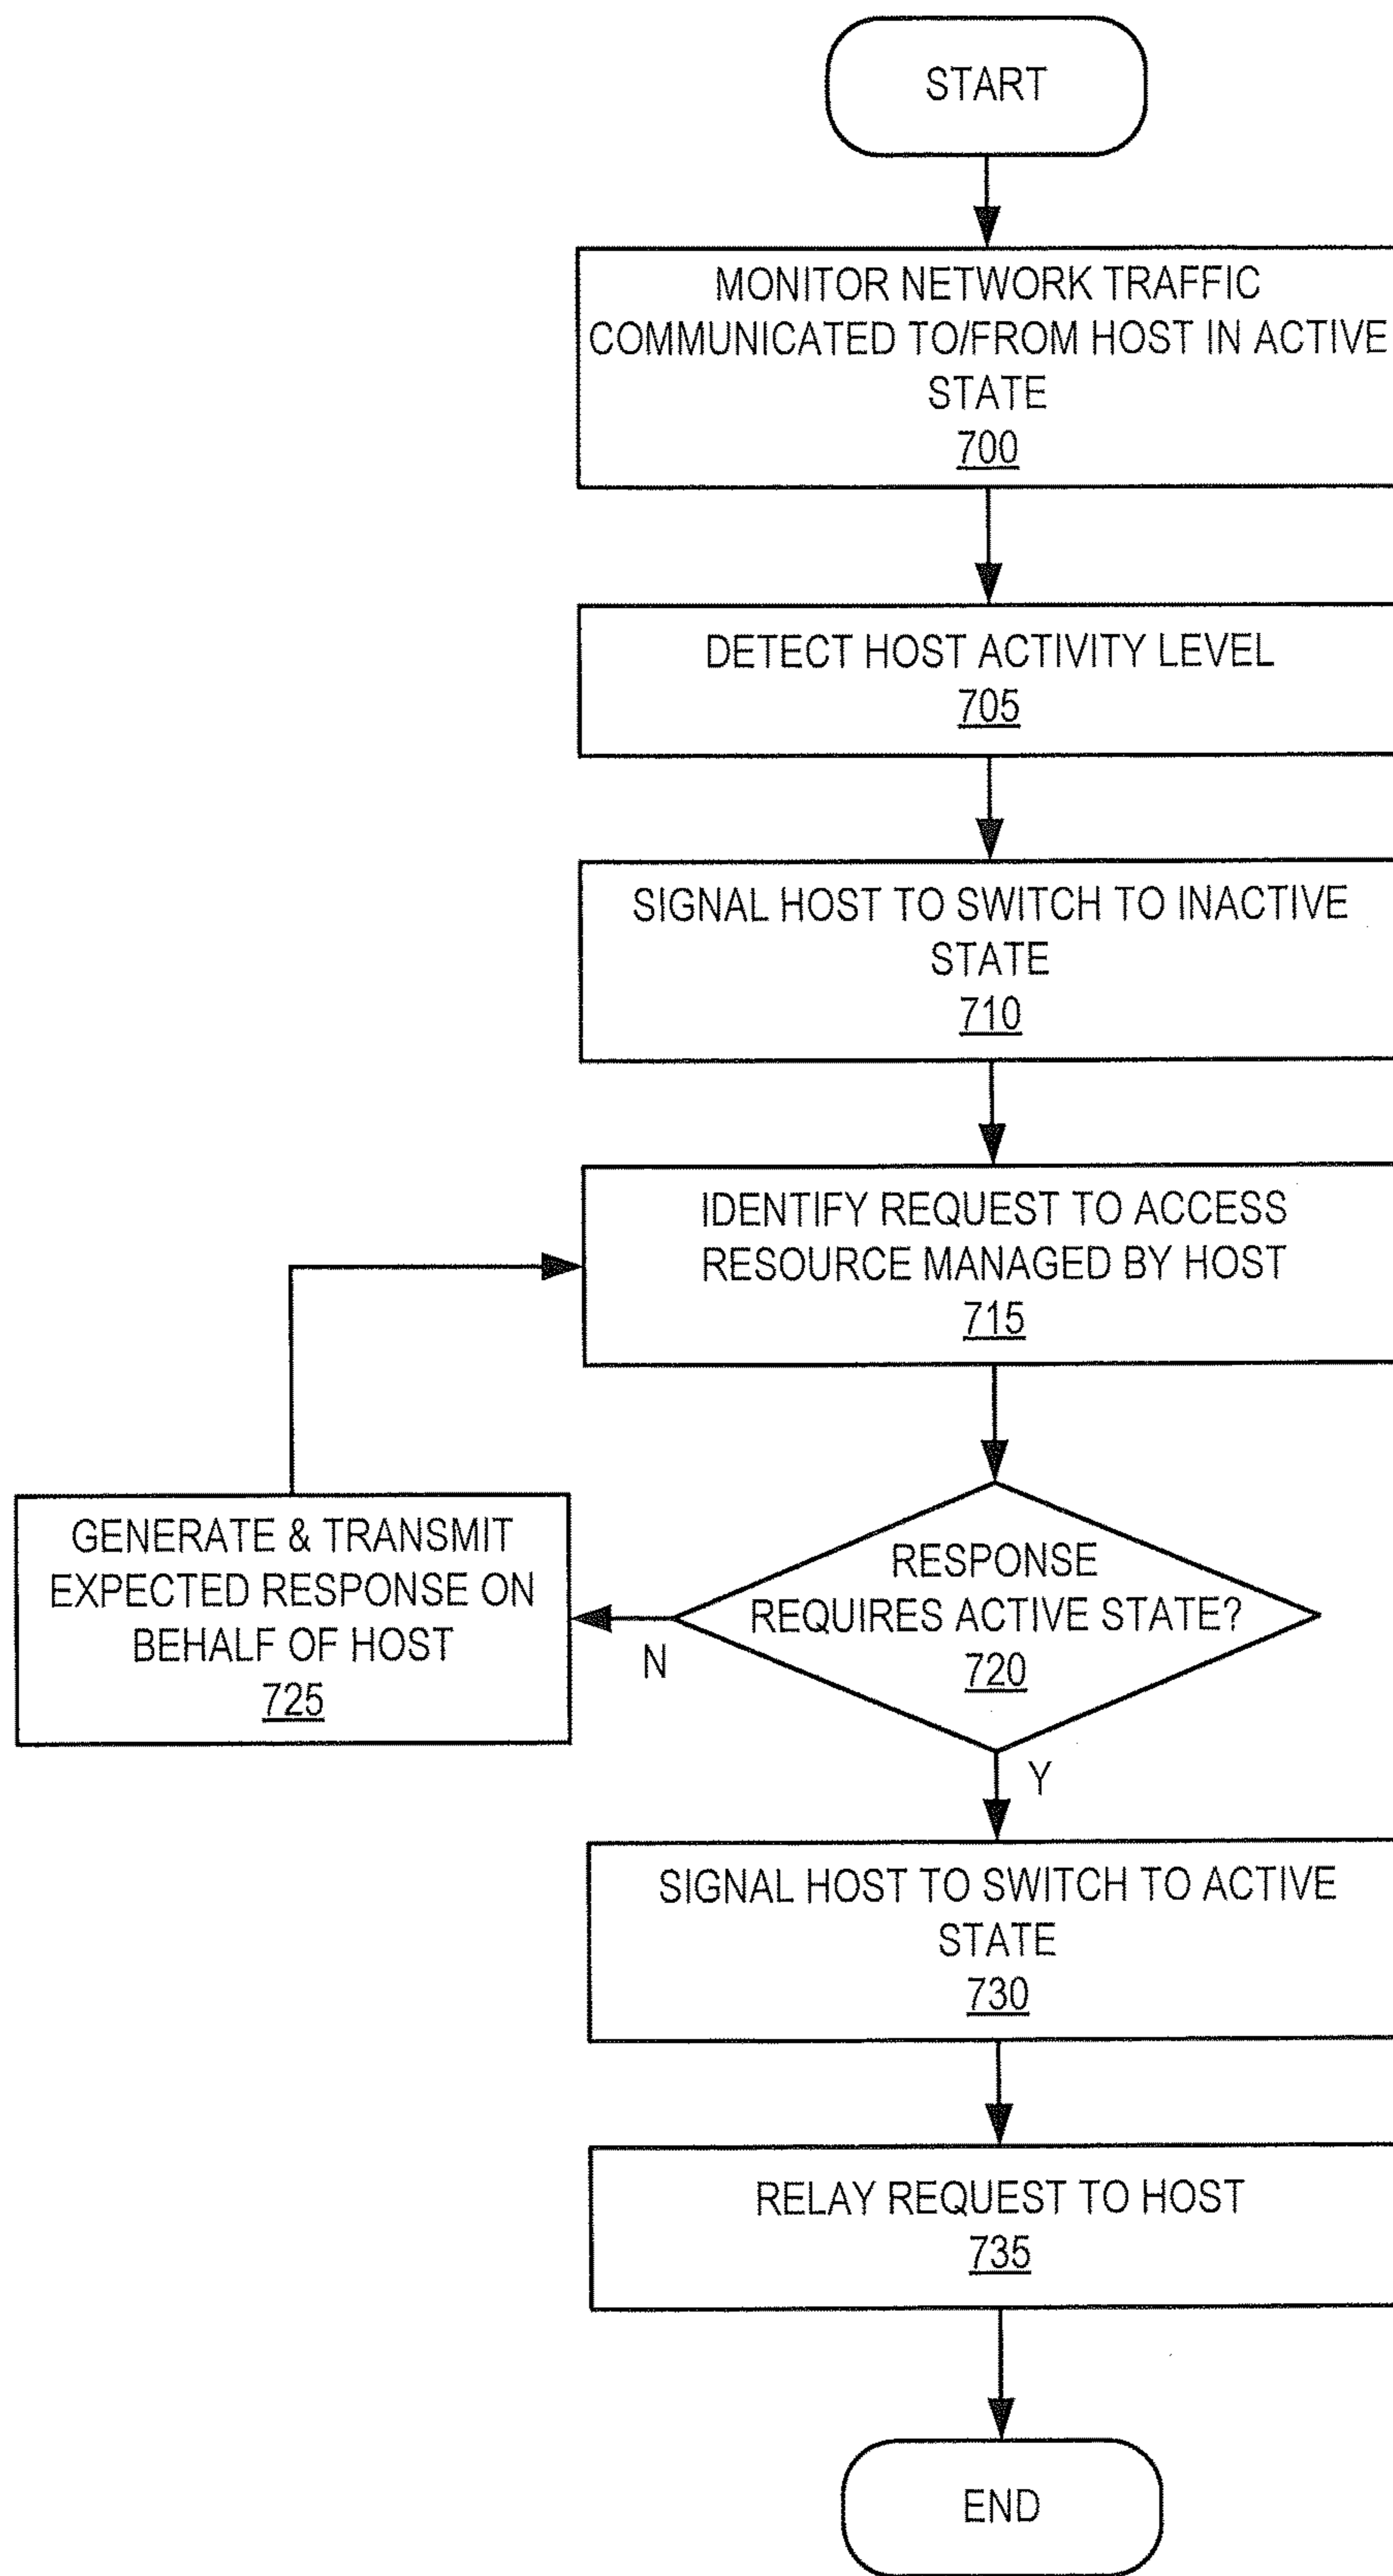 START
MONITOR NETWORK TRAFFIC
COMMUNICATED TO/FROM HOST IN ACTIVE
STATE
700
DETECT HOST ACTIVITY LEVEL
705
SIGNAL HOST TO SWITCH TO INACTIVE
STATE
710
IDENTIFY REQUEST TO ACCESS
RESOURCE MANAGED BY HOST
715
RESPONSE
REQUIRES ACTIVE STATE?
720
N
GENERATE & TRANSMIT
EXPECTED RESPONSE ON
BEHALF OF HOST
725
Y
SIGNAL HOST TO SWITCH TO ACTIVE
STATE
730
RELAY REQUEST TO HOST
735
END